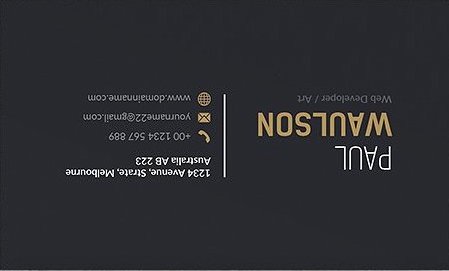 PAUL
WAULSON
Web Developer / Art
1234 Avenue, Strate, Melbourne
Australia AB 223
+00 1234 567 889
yourname22@gmail.com
www.domainname.com